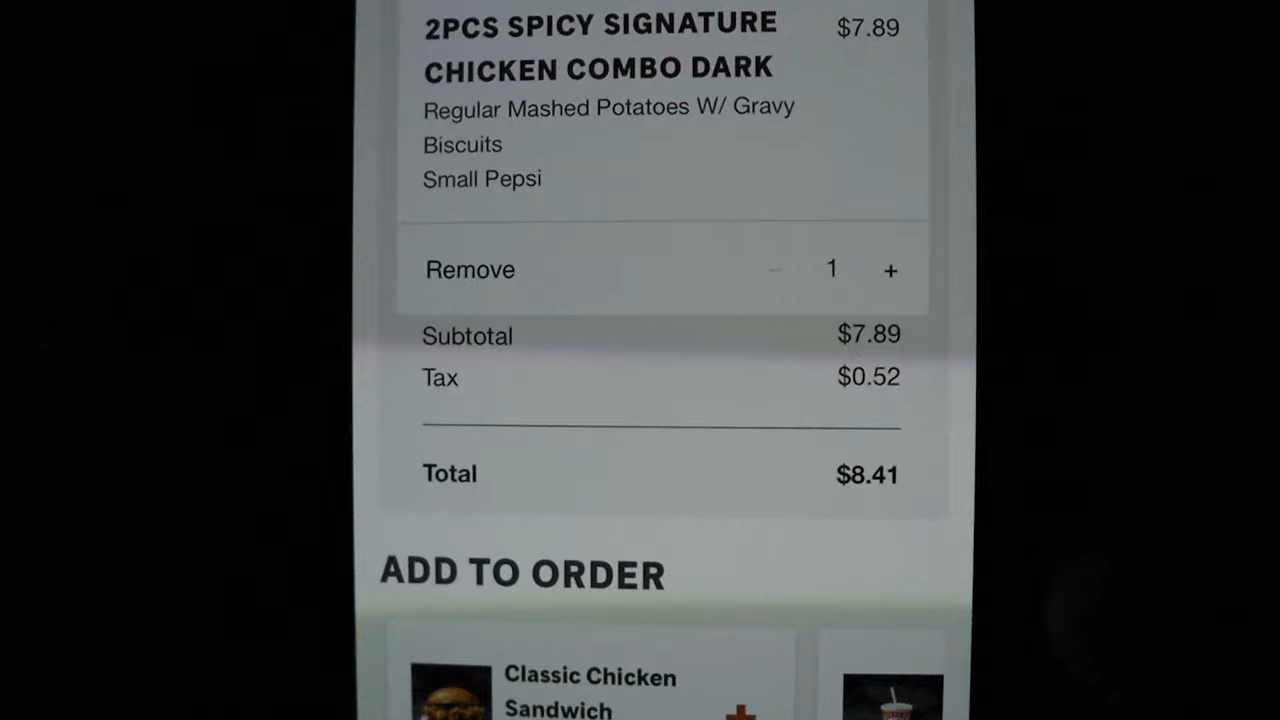 2PCS SPICY SIGNATURE $7.89
CHICKEN COMBO DARK
Regular Mashed Potatoes W/ Gravy
Biscuits
Small Pepsi
Remove − 1 +
Subtotal $7.89
Tax $0.52
Total $8.41
ADD TO ORDER
Classic Chicken
Sandwich +